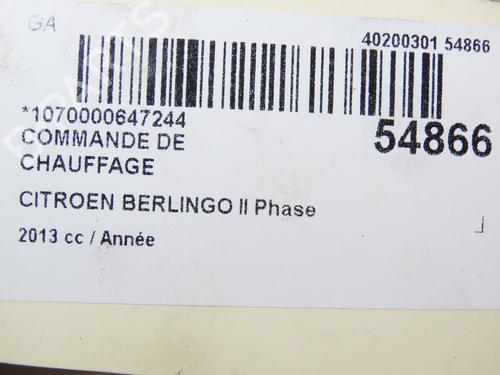 GA
40200301 54866
*1070000647244
54866
COMMANDE DE
CHAUFFAGE
CITROEN BERLINGO II Phase
2013 cc / Année